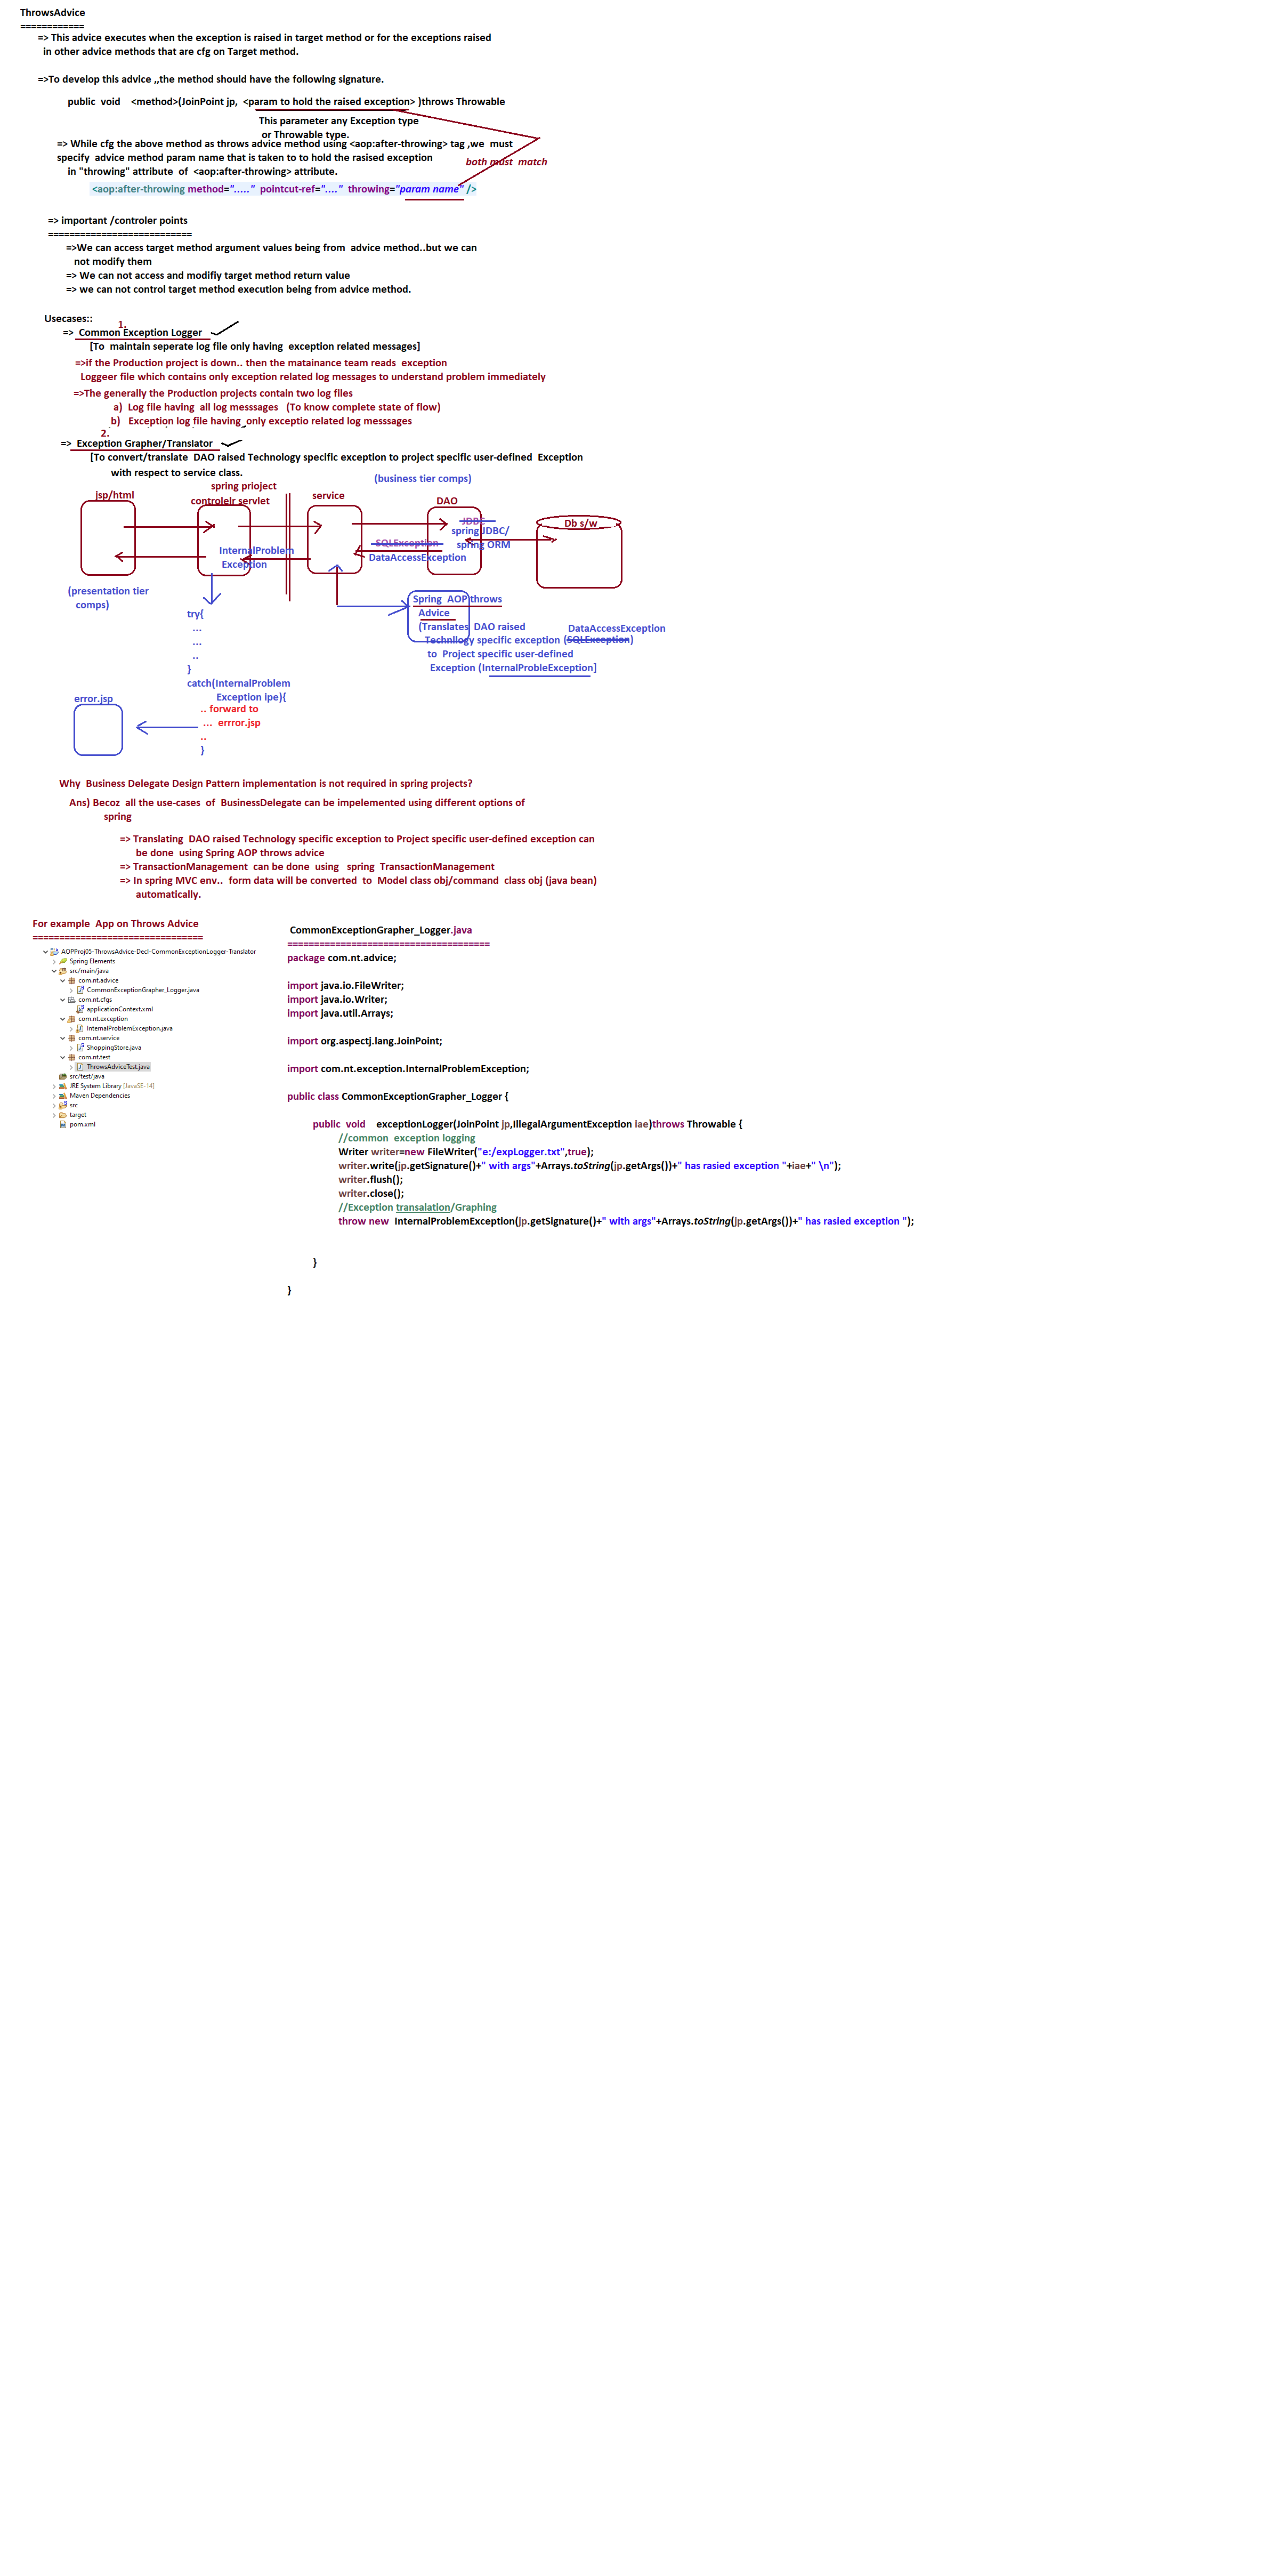 ThrowsAdvice
============
=> This advice executes when the exception is raised in target method or for the exceptions raised
in other advice methods that are cfg on Target method.
=>To develop this advice ,,the method should have the following signature.
public void <method>(JoinPoint jp, <param to hold the raised exception> )throws Throwable
This parameter any Exception type
or Throwable type.
=> While cfg the above method as throws advice method using <aop:after-throwing> tag ,we must
specify advice method param name that is taken to to hold the rasised exception
both must match
in "throwing" attribute of <aop:after-throwing> attribute.
<aop:after-throwing method="....." pointcut-ref="...." throwing="param name" />
=> important /controler points
===========================
=>We can access target method argument values being from advice method..but we can
not modify them
=> We can not access and modifiy target method return value
=> we can not control target method execution being from advice method.
Usecases::
1.
=> Common Exception Logger
[To maintain seperate log file only having exception related messages]
=>if the Production project is down.. then the matainance team reads exception
Loggeer file which contains only exception related log messages to understand problem immediately
=>The generally the Production projects contain two log files
a) Log file having all log messsages (To know complete state of flow)
b) Exception log file having only exceptio related log messsages
2.
=> Exception Grapher/Translator
[To convert/translate DAO raised Technology specific exception to project specific user-defined Exception
with respect to service class.
(business tier comps)
spring prioject
jsp/html
controlelr servlet
service
DAO
JDBC
Db s/w
spring JDBC/
spring ORM
SQLException
DataAccessException
InternalProblem
Exception
(presentation tier
comps)
Spring AOP throws
Advice
(Translates DAO raised
DataAccessException
Technllogy specific exception (SQLException)
to Project specific user-defined
Exception (InternalProbleException]
try{
...
...
..
}
catch(InternalProblem
Exception ipe){
.. forward to
... errror.jsp
..
}
error.jsp
Why Business Delegate Design Pattern implementation is not required in spring projects?
Ans) Becoz all the use-cases of BusinessDelegate can be impelemented using different options of
spring
=> Translating DAO raised Technology specific exception to Project specific user-defined exception can
be done using Spring AOP throws advice
=> TransactionManagement can be done using spring TransactionManagement
=> In spring MVC env.. form data will be converted to Model class obj/command class obj (java bean)
automatically.
For example App on Throws Advice
================================
AOPProj05-ThrowsAdvice-Decl-CommonExceptionLogger-Translator
Spring Elements
src/main/java
com.nt.advice
CommonExceptionGrapher_Logger.java
com.nt.cfgs
applicationContext.xml
com.nt.exception
InternalProblemException.java
com.nt.service
ShoppingStore.java
com.nt.test
ThrowsAdviceTest.java
src/test/java
JRE System Library [JavaSE-14]
Maven Dependencies
src
target
pom.xml
CommonExceptionGrapher_Logger.java
======================================
package com.nt.advice;
import java.io.FileWriter;
import java.io.Writer;
import java.util.Arrays;
import org.aspectj.lang.JoinPoint;
import com.nt.exception.InternalProblemException;
public class CommonExceptionGrapher_Logger {
public void exceptionLogger(JoinPoint jp,IllegalArgumentException iae)throws Throwable {
//common exception logging
Writer writer=new FileWriter("e:/expLogger.txt",true);
writer.write(jp.getSignature()+" with args"+Arrays.toString(jp.getArgs())+" has rasied exception "+iae+" \n");
writer.flush();
writer.close();
//Exception transalation/Graphing
throw new InternalProblemException(jp.getSignature()+" with args"+Arrays.toString(jp.getArgs())+" has rasied exception ");
}
}